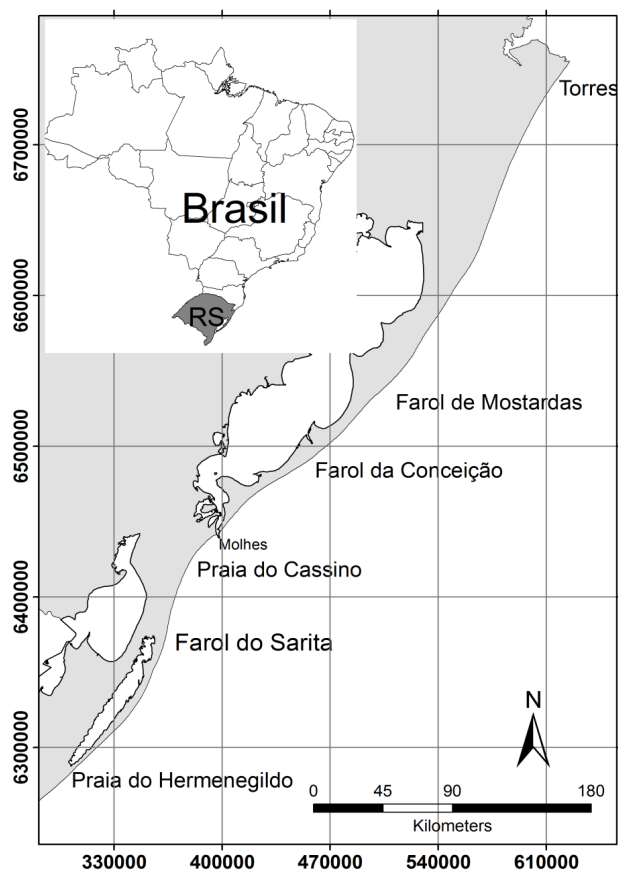 Torres
6700000
Brasil
6600000
RS
Farol de Mostardas
6500000
Farol da Conceição
Molhes
Praia do Cassino
6400000
Farol do Sarita
N
6300000
Praia do Hermenegildo
0 45 90 180
Kilometers
330000 400000 470000 540000 610000